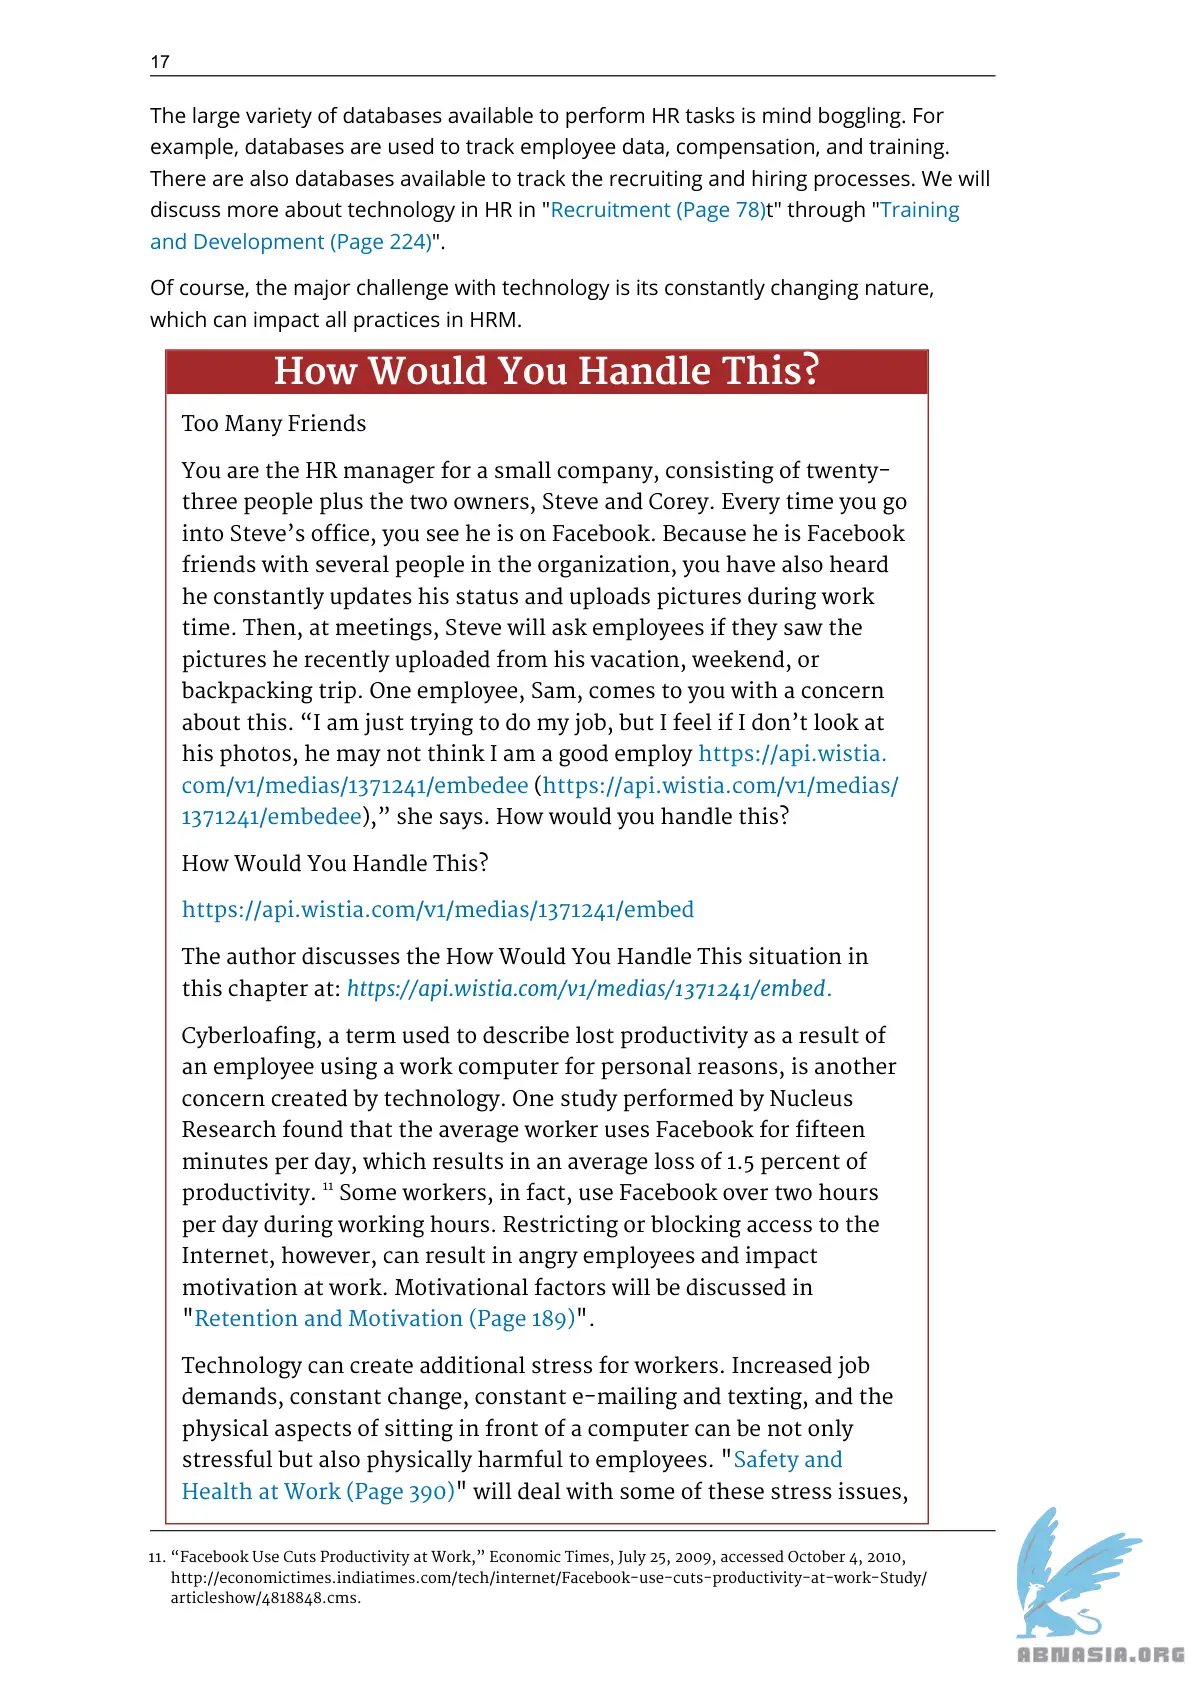 17
The large variety of databases available to perform HR tasks is mind boggling. For
example, databases are used to track employee data, compensation, and training.
There are also databases available to track the recruiting and hiring processes. We will
discuss more about technology in HR in "Recruitment (Page 78)t" through "Training
and Development (Page 224)".
Of course, the major challenge with technology is its constantly changing nature,
which can impact all practices in HRM.
How Would You Handle This?
Too Many Friends
You are the HR manager for a small company, consisting of twenty-
three people plus the two owners, Steve and Corey. Every time you go
into Steve’s office, you see he is on Facebook. Because he is Facebook
friends with several people in the organization, you have also heard
he constantly updates his status and uploads pictures during work
time. Then, at meetings, Steve will ask employees if they saw the
pictures he recently uploaded from his vacation, weekend, or
backpacking trip. One employee, Sam, comes to you with a concern
about this. “I am just trying to do my job, but I feel if I don’t look at
his photos, he may not think I am a good employ https://api.wistia.
com/v1/medias/1371241/embedee (https://api.wistia.com/v1/medias/
1371241/embedee),” she says. How would you handle this?
How Would You Handle This?
https://api.wistia.com/v1/medias/1371241/embed
The author discusses the How Would You Handle This situation in
this chapter at: https://api.wistia.com/v1/medias/1371241/embed.
Cyberloafing, a term used to describe lost productivity as a result of
an employee using a work computer for personal reasons, is another
concern created by technology. One study performed by Nucleus
Research found that the average worker uses Facebook for fifteen
minutes per day, which results in an average loss of 1.5 percent of
productivity. 11 Some workers, in fact, use Facebook over two hours
per day during working hours. Restricting or blocking access to the
Internet, however, can result in angry employees and impact
motivation at work. Motivational factors will be discussed in
"Retention and Motivation (Page 189)".
Technology can create additional stress for workers. Increased job
demands, constant change, constant e-mailing and texting, and the
physical aspects of sitting in front of a computer can be not only
stressful but also physically harmful to employees. "Safety and
Health at Work (Page 390)" will deal with some of these stress issues,
11. “Facebook Use Cuts Productivity at Work,” Economic Times, July 25, 2009, accessed October 4, 2010,
http://economictimes.indiatimes.com/tech/internet/Facebook-use-cuts-productivity-at-work-Study/
articleshow/4818848.cms.
ABNASIA.ORG